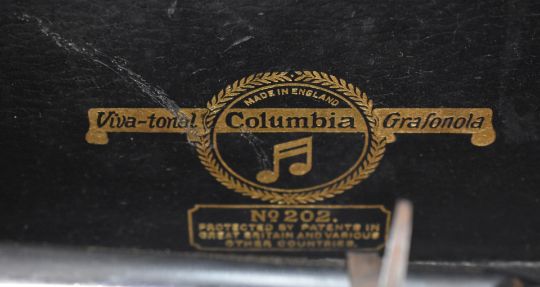 MADE IN ENGLAND
Viva-tonal Columbia Grafonola
No 202.
PROTECTED BY PATENTS IN
GREAT BRITAIN AND VARIOUS
OTHER COUNTRIES.